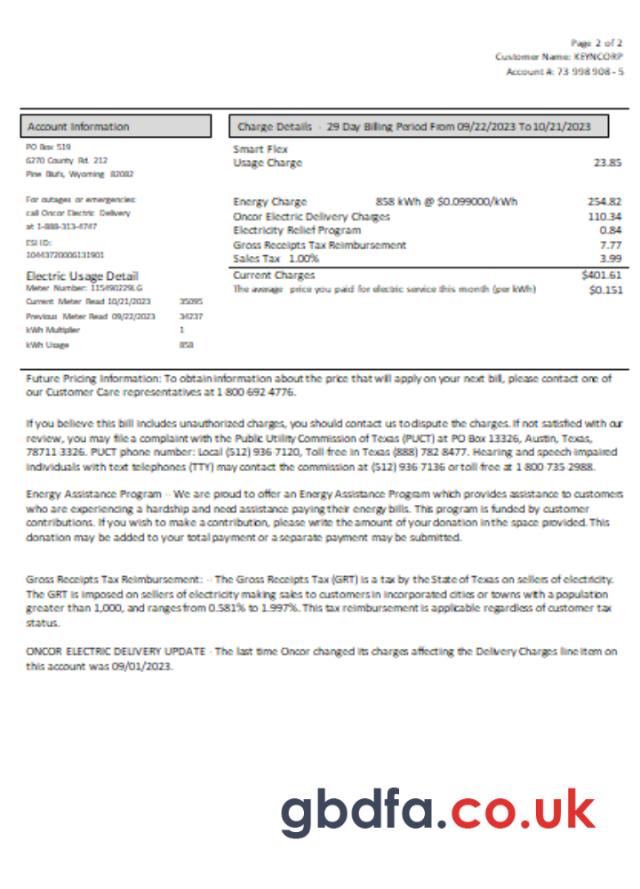 Page 2 of 2
Customer Name: KEYNCORP
Account #: 73 998 908 - 5
Account Information
PO Box 519
6270 County Rd. 212
Pine Blufs, Wyoming 82082
For outages or emergencies:
call Oncor Electric Delivery
at 1-888-313-4747
ESI ID:
10443720006131901
Electric Usage Detail
Meter Number: 115490229LG
Current Meter Read 10/21/2023 35095
Previous Meter Read 09/22/2023 34237
kWh Multiplier 1
kWh Usage 858
Charge Details - 29 Day Billing Period From 09/22/2023 To 10/21/2023
Smart Flex
Usage Charge 23.85
Energy Charge 858 kWh @ $0.099000/kWh 254.82
Oncor Electric Delivery Charges 110.34
Electricity Relief Program 0.84
Gross Receipts Tax Reimbursement 7.77
Sales Tax 1.00% 3.99
Current Charges $401.61
The average price you paid for electric service this month (per kWh) $0.151
Future Pricing Information: To obtain information about the price that will apply on your next bill, please contact one of
our Customer Care representatives at 1 800 692 4776.
If you believe this bill includes unauthorized charges, you should contact us to dispute the charges. If not satisfied with our
review, you may file a complaint with the Public Utility Commission of Texas (PUCT) at PO Box 13326, Austin, Texas,
78711 3326. PUCT phone number: Local (512) 936 7120, Toll free in Texas (888) 782 8477. Hearing and speech impaired
individuals with text telephones (TTY) may contact the commission at (512) 936 7136 or toll free at 1 800 735 2988.
Energy Assistance Program -- We are proud to offer an Energy Assistance Program which provides assistance to customers
who are experiencing a hardship and need assistance paying their energy bills. This program is funded by customer
contributions. If you wish to make a contribution, please write the amount of your donation in the space provided. This
donation may be added to your total payment or a separate payment may be submitted.
Gross Receipts Tax Reimbursement: -- The Gross Receipts Tax (GRT) is a tax by the State of Texas on sellers of electricity.
The GRT is imposed on sellers of electricity making sales to customers in incorporated cities or towns with a population
greater than 1,000, and ranges from 0.581% to 1.997%. This tax reimbursement is applicable regardless of customer tax
status.
ONCOR ELECTRIC DELIVERY UPDATE - The last time Oncor changed its charges affecting the Delivery Charges line item on
this account was 09/01/2023.
gbdfa.co.uk